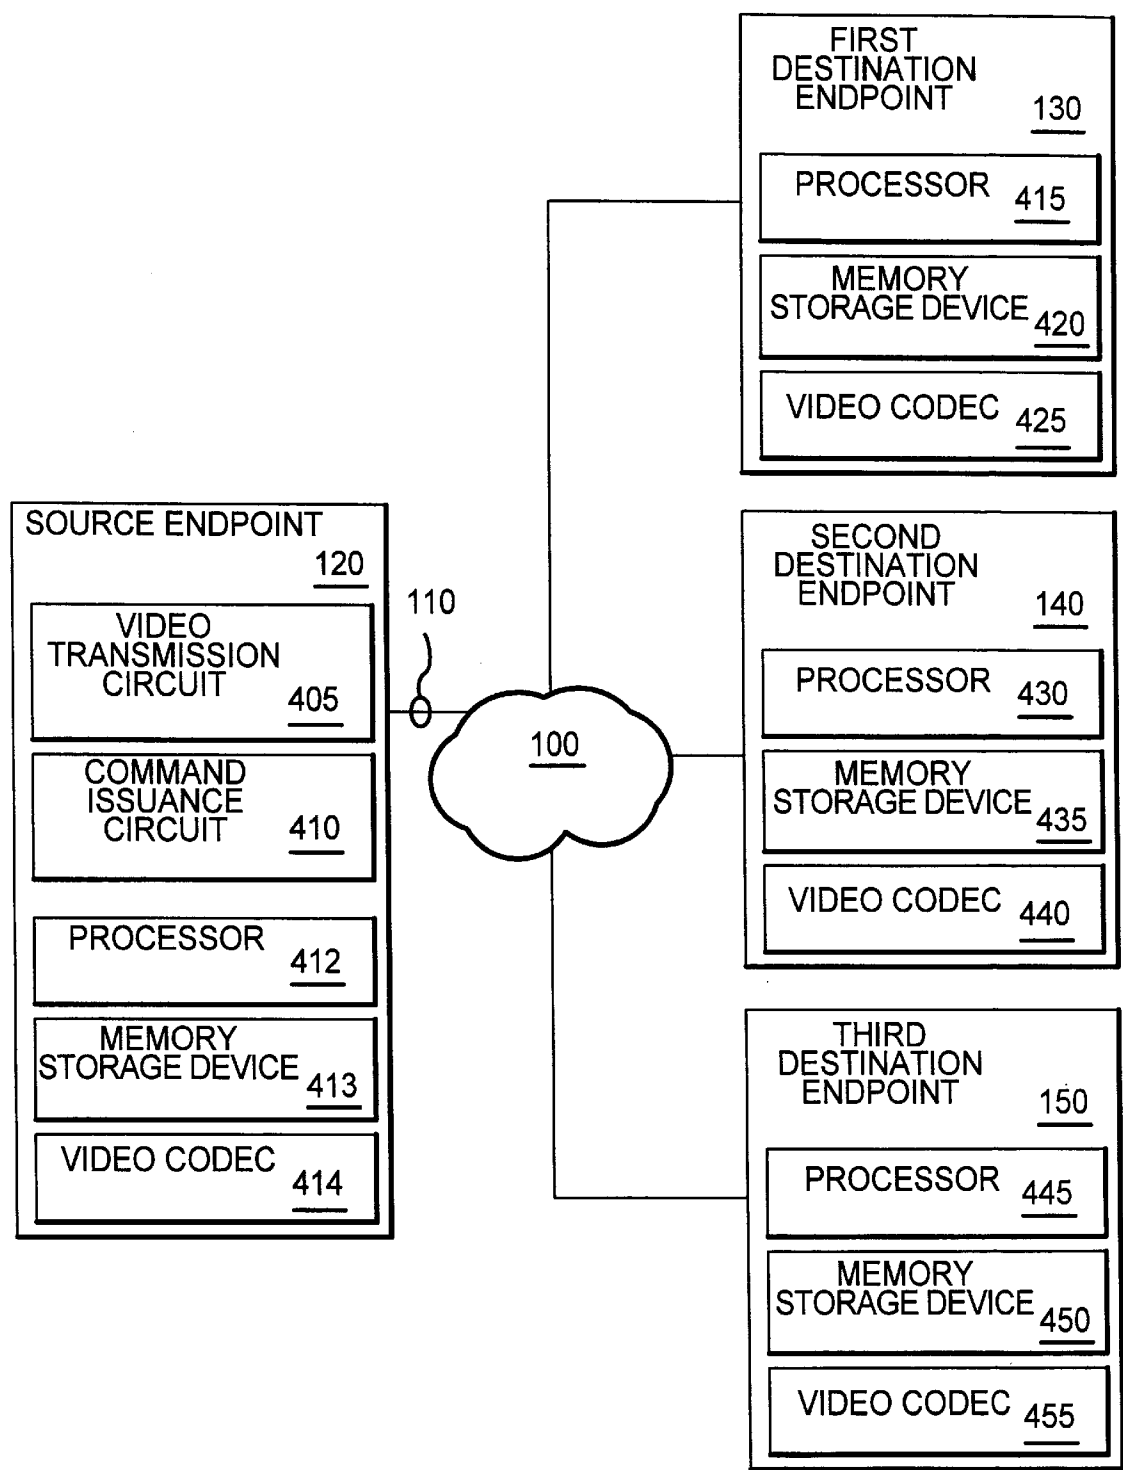 FIRST
DESTINATION
ENDPOINT
130
PROCESSOR
415
MEMORY
STORAGE DEVICE
420
VIDEO CODEC
425
SOURCE ENDPOINT
120
VIDEO
TRANSMISSION
CIRCUIT
405
COMMAND
ISSUANCE
CIRCUIT
410
PROCESSOR
412
MEMORY
STORAGE DEVICE
413
VIDEO CODEC
414
110
100
SECOND
DESTINATION
ENDPOINT
140
PROCESSOR
430
MEMORY
STORAGE DEVICE
435
VIDEO CODEC
440
THIRD
DESTINATION
ENDPOINT
150
PROCESSOR
445
MEMORY
STORAGE DEVICE
450
VIDEO CODEC
455